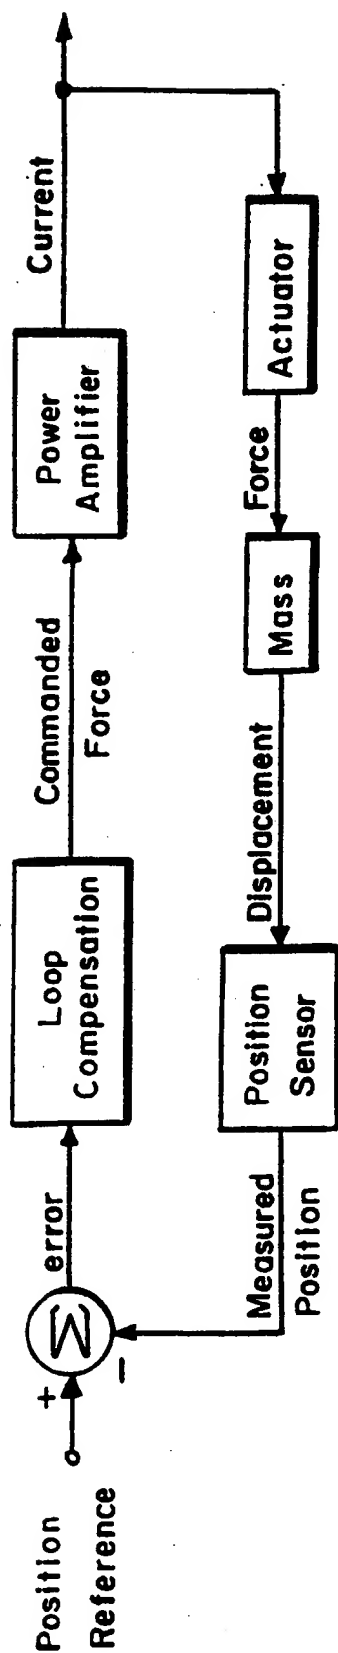 Position
Reference
+
−
Σ
error
Loop
Compensation
Commanded
Force
Power
Amplifier
Current
Actuator
Force
Mass
Displacement
Position
Sensor
Measured
Position